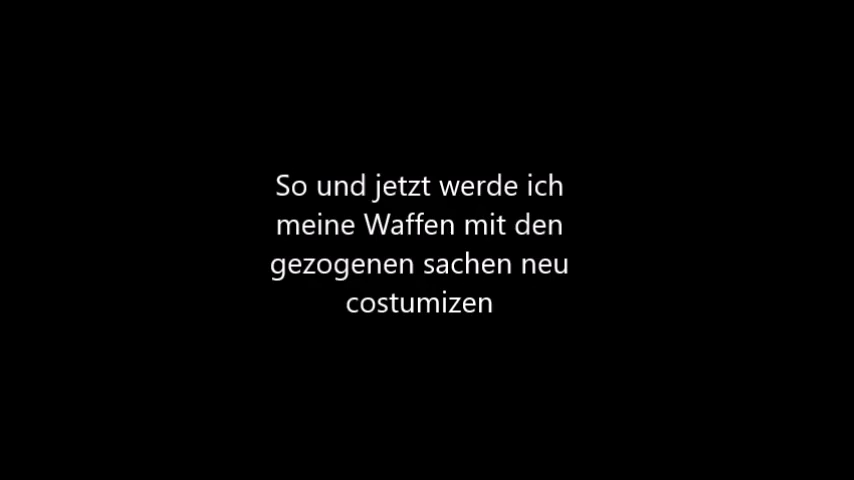 So und jetzt werde ich
meine Waffen mit den
gezogenen sachen neu
costumizen